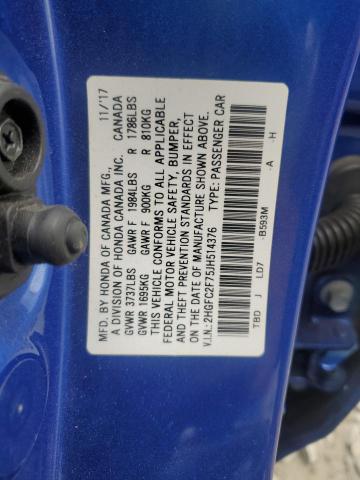 MFD. BY HONDA OF CANADA MFG., 11/'17
A DIVISION OF HONDA CANADA INC. CANADA
GVWR 3737LBS GAWR F 1984LBS R 1786LBS
GVWR 1695KG GAWR F 900KG R 810KG
THIS VEHICLE CONFORMS TO ALL APPLICABLE
FEDERAL MOTOR VEHICLE SAFETY, BUMPER,
AND THEFT PREVENTION STANDARDS IN EFFECT
ON THE DATE OF MANUFACTURE SHOWN ABOVE.
V.I.N.: 2HGFC2F75JH514376 TYPE: PASSENGER CAR
TBD J LD7 -B593M -A -H